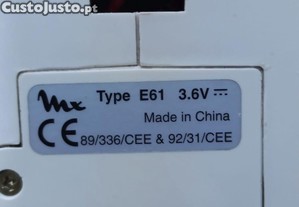 CustoJusto.pt
Mx Type E61 3.6V
Made in China
CE 89/336/CEE & 92/31/CEE